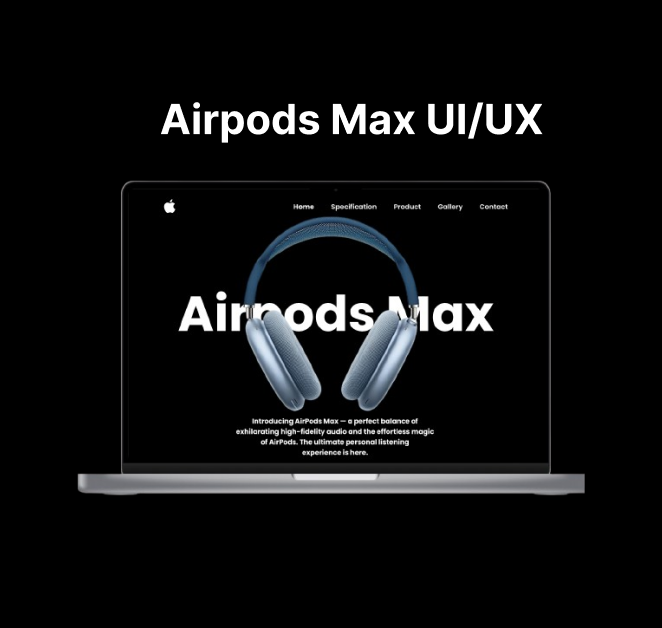 Airpods Max UI/UX
Home Specification Product Gallery Contact
Airpods Max
Introducing AirPods Max — a perfect balance of
exhilarating high-fidelity audio and the effortless magic
of AirPods. The ultimate personal listening
experience is here.